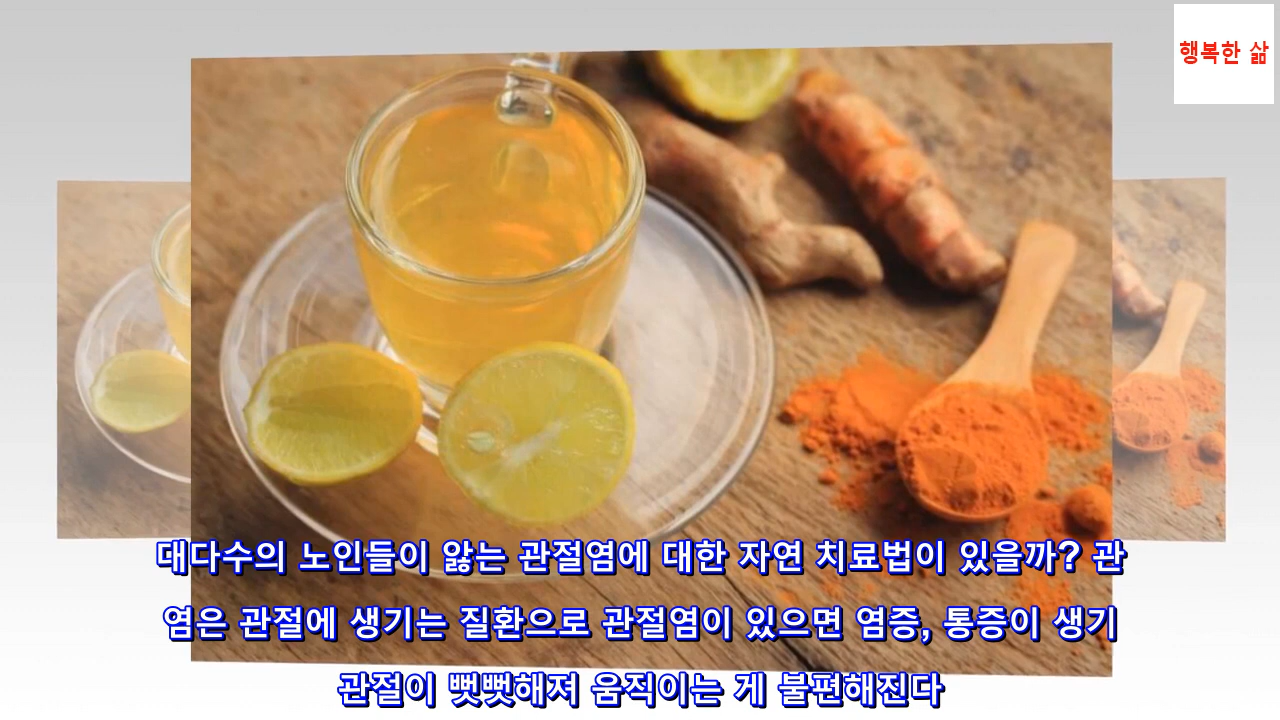 행복한 삶
대다수의 노인들이 앓는 관절염에 대한 자연 치료법이 있을까? 관
염은 관절에 생기는 질환으로 관절염이 있으면 염증, 통증이 생기
관절이 뻣뻣해져 움직이는 게 불편해진다